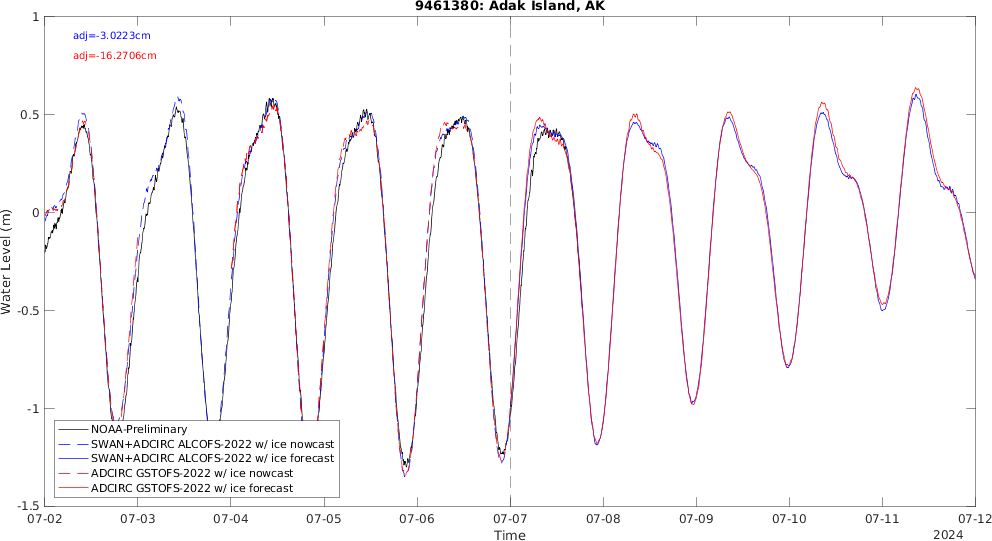 9461380: Adak Island, AK
adj=-3.0223cm
adj=-16.2706cm
1
0.5
0
-0.5
-1
-1.5
Water Level (m)
NOAA-Preliminary
SWAN+ADCIRC ALCOFS-2022 w/ ice nowcast
SWAN+ADCIRC ALCOFS-2022 w/ ice forecast
ADCIRC GSTOFS-2022 w/ ice nowcast
ADCIRC GSTOFS-2022 w/ ice forecast
07-02 07-03 07-04 07-05 07-06 07-07 07-08 07-09 07-10 07-11 07-12
Time
2024